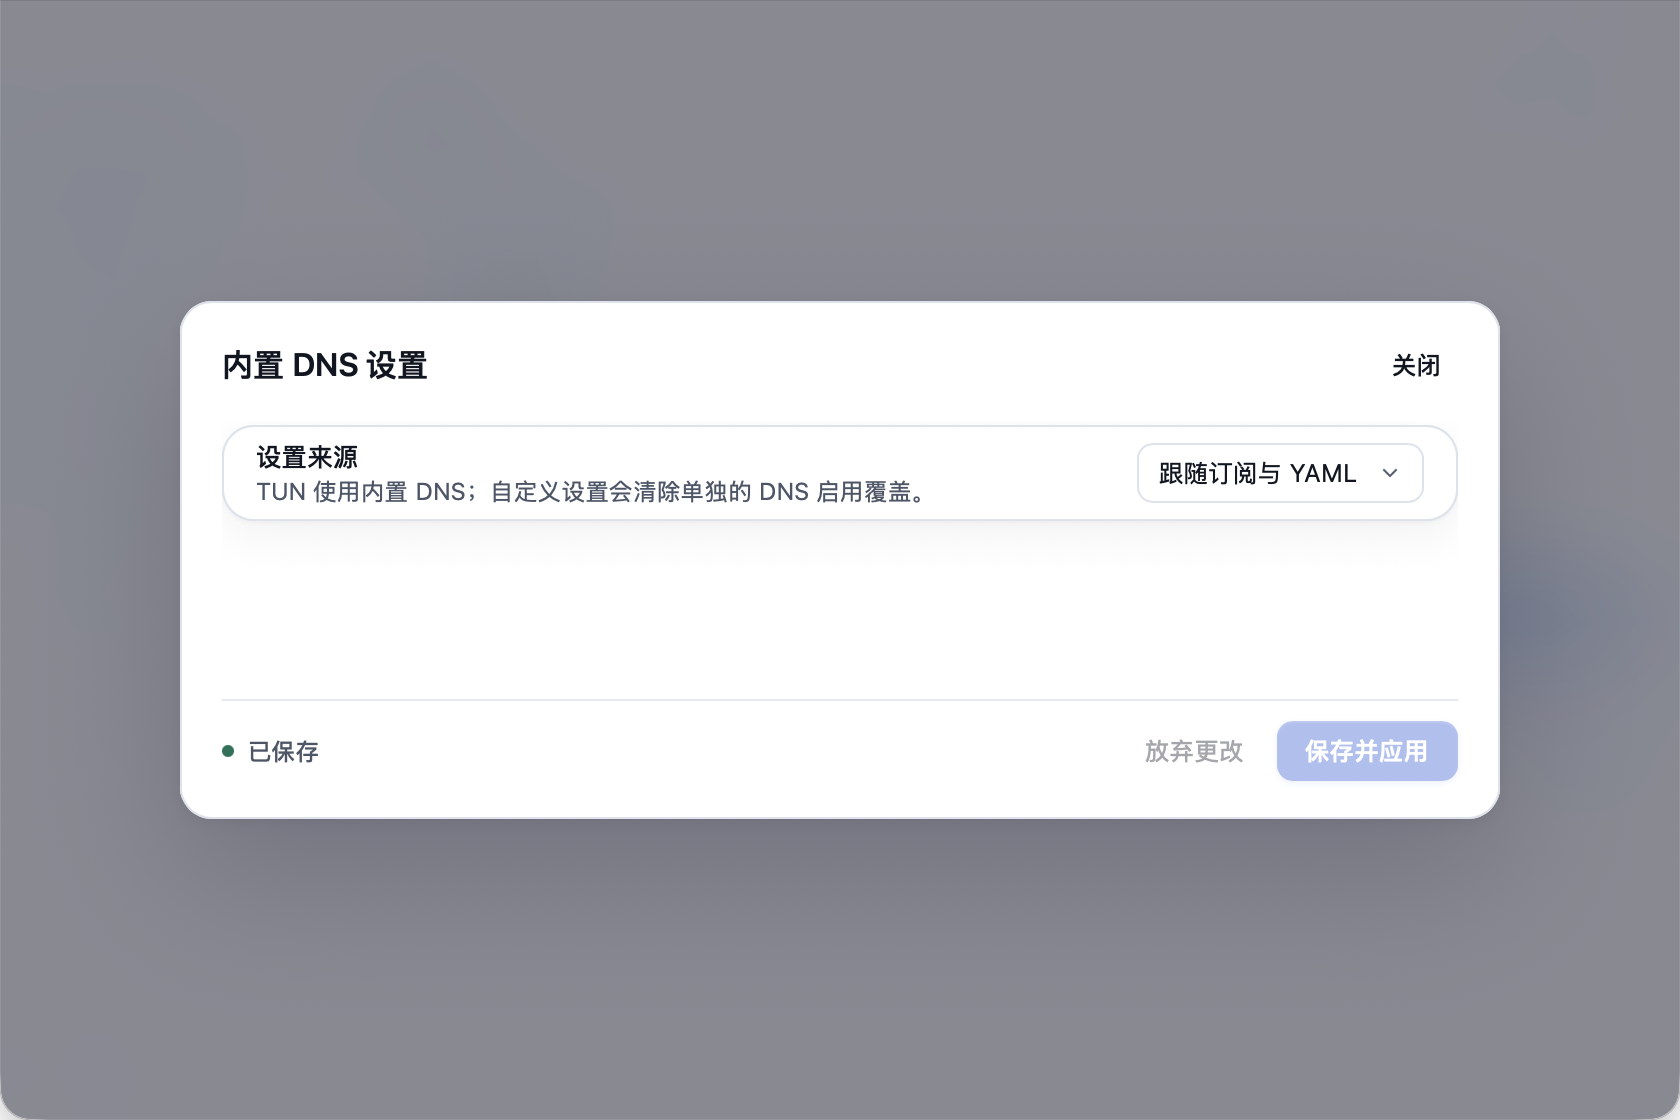 内置 DNS 设置
关闭
设置来源
TUN 使用内置 DNS；自定义设置会清除单独的 DNS 启用覆盖。
跟随订阅与 YAML
已保存
放弃更改
保存并应用